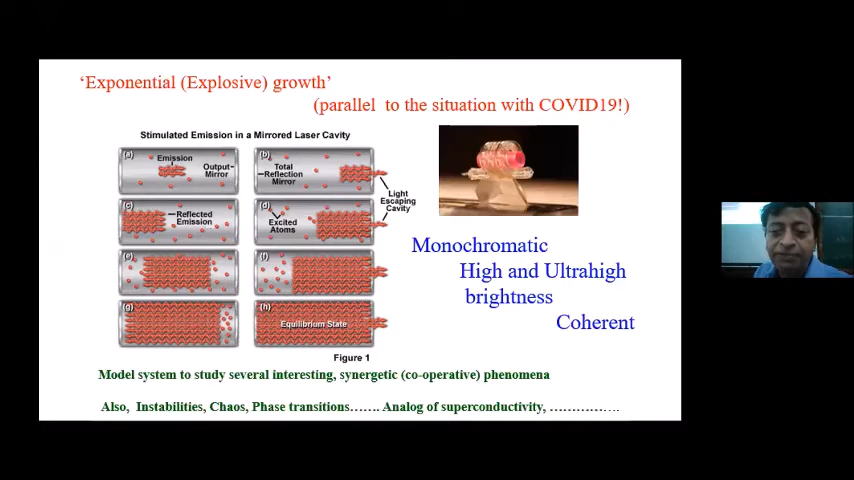 ‘Exponential (Explosive) growth’
(parallel to the situation with COVID19!)
Stimulated Emission in a Mirrored Laser Cavity
(a)
Emission
Output
Mirror
(b)
Total
Reflection
Mirror
Light
Escaping
Cavity
(c)
Reflected
Emission
(d)
Excited
Atoms
(e)
(f)
(g)
(h)
Equilibrium State
Figure 1
Monochromatic
High and Ultrahigh
brightness
Coherent
Model system to study several interesting, synergetic (co-operative) phenomena
Also, Instabilities, Chaos, Phase transitions……. Analog of superconductivity, …………….